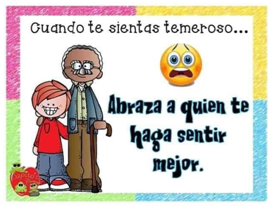 Cuando te sientas temeroso...
Abraza a quien te
haga sentir
mejor.